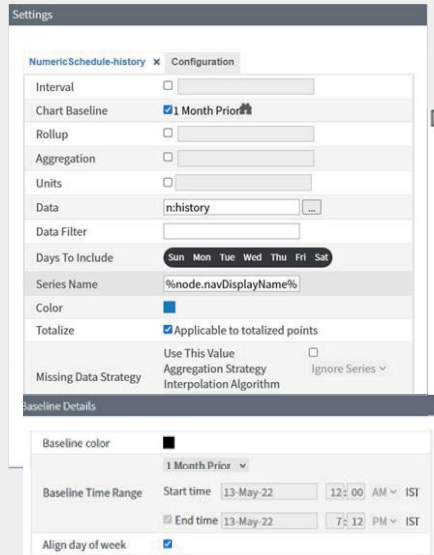 Settings
NumericSchedule-history × Configuration
Interval
Chart Baseline 1 Month Prior
Rollup
Aggregation
Units
Data n:history ...
Data Filter
Days To Include Sun Mon Tue Wed Thu Fri Sat
Series Name %node.navDisplayName%
Color
Totalize Applicable to totalized points
Use This Value
Missing Data Strategy Aggregation Strategy Ignore Series
Interpolation Algorithm
Baseline Details
Baseline color
1 Month Prior
Baseline Time Range Start time 13-May-22 12: 00 AM IST
End time 13-May-22 7: 12 PM IST
Align day of week